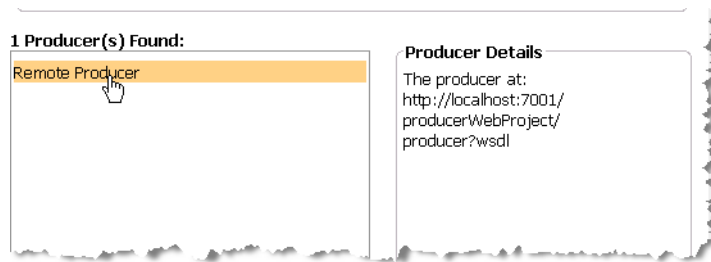 1 Producer(s) Found:
Remote Producer
Producer Details
The producer at:
http://localhost:7001/
producerWebProject/
producer?wsdl